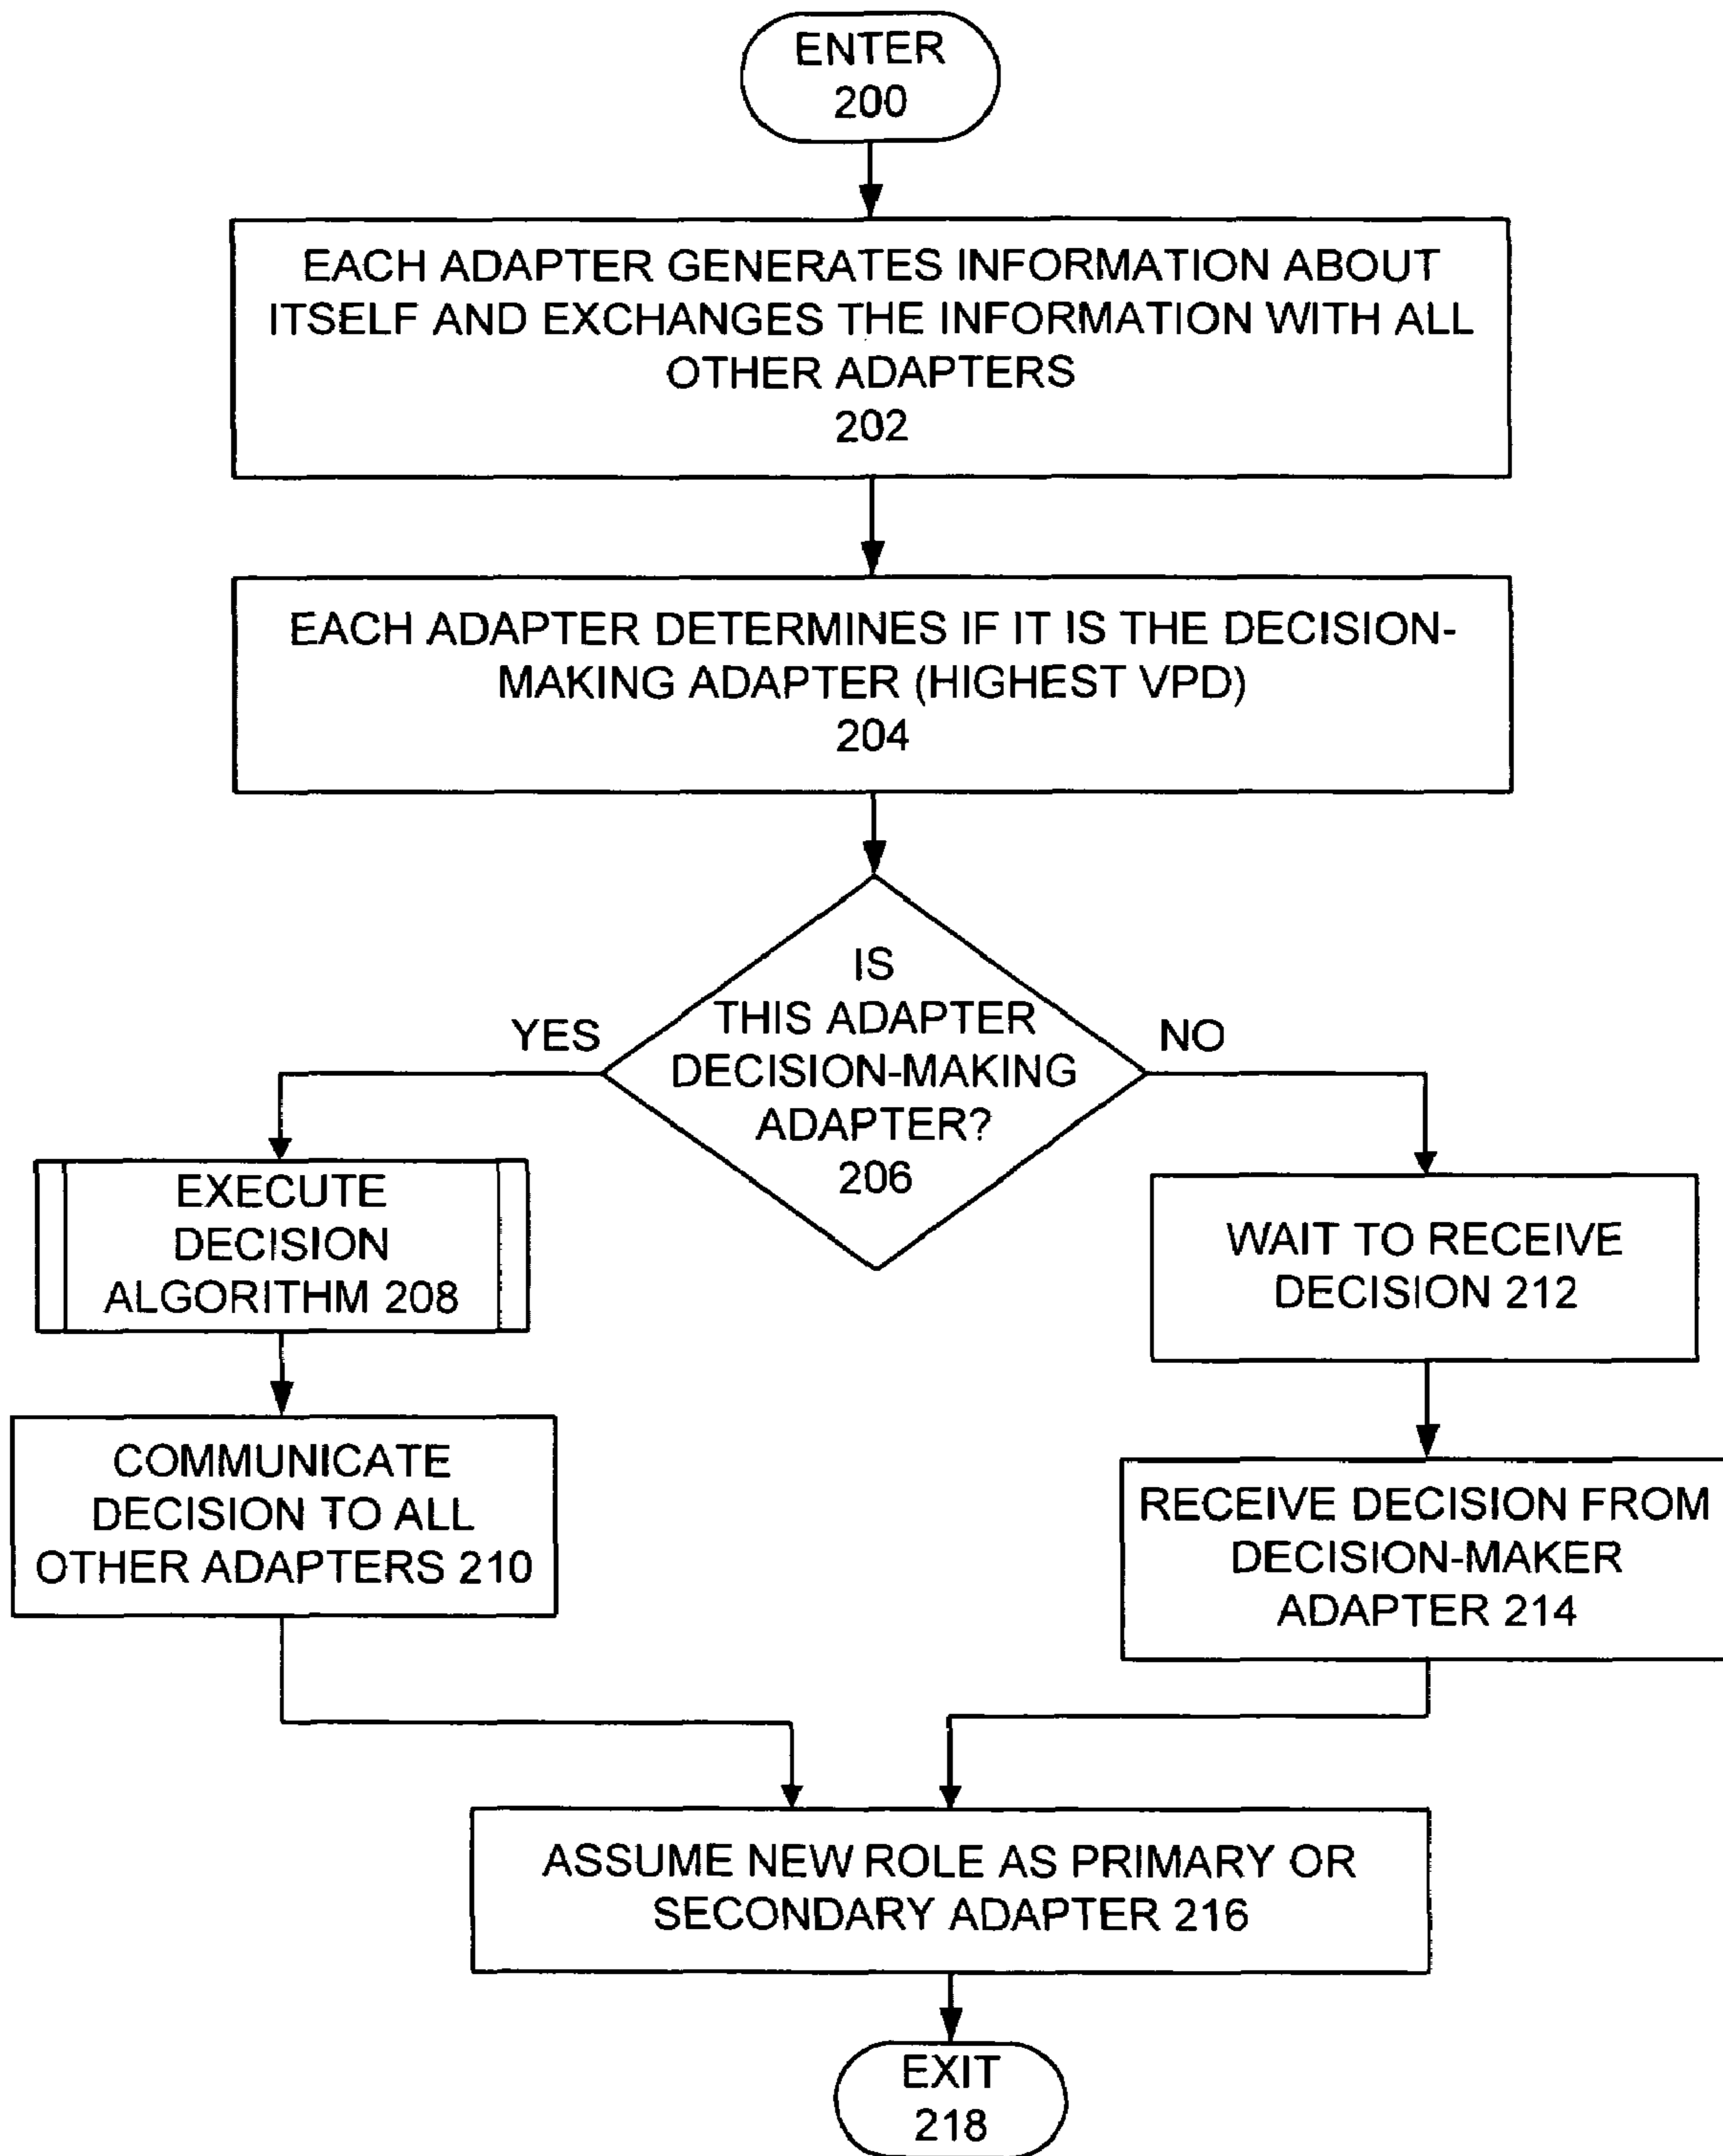 ENTER
200
EACH ADAPTER GENERATES INFORMATION ABOUT
ITSELF AND EXCHANGES THE INFORMATION WITH ALL
OTHER ADAPTERS
202
EACH ADAPTER DETERMINES IF IT IS THE DECISION-
MAKING ADAPTER (HIGHEST VPD)
204
IS
THIS ADAPTER
DECISION-MAKING
ADAPTER?
206
YES
NO
EXECUTE
DECISION
ALGORITHM 208
WAIT TO RECEIVE
DECISION 212
COMMUNICATE
DECISION TO ALL
OTHER ADAPTERS 210
RECEIVE DECISION FROM
DECISION-MAKER
ADAPTER 214
ASSUME NEW ROLE AS PRIMARY OR
SECONDARY ADAPTER 216
EXIT
218